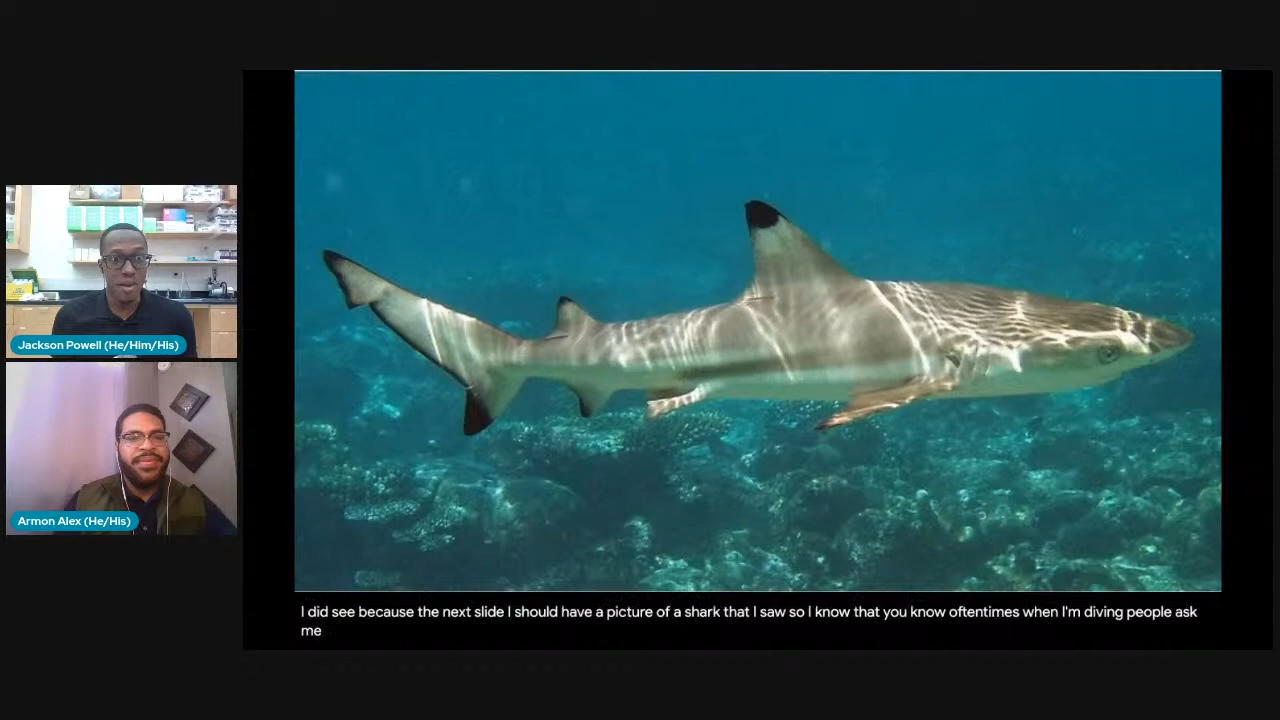 Jackson Powell (He/Him/His)
Armon Alex (He/His)
I did see because the next slide I should have a picture of a shark that I saw so I know that you know oftentimes when I'm diving people ask
me